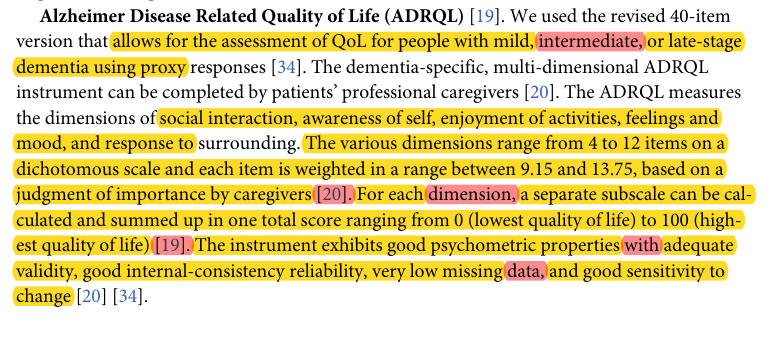 Alzheimer Disease Related Quality of Life (ADRQL) [19]. We used the revised 40-item
version that allows for the assessment of QoL for people with mild, intermediate, or late-stage
dementia using proxy responses [34]. The dementia-specific, multi-dimensional ADRQL
instrument can be completed by patients' professional caregivers [20]. The ADRQL measures
the dimensions of social interaction, awareness of self, enjoyment of activities, feelings and
mood, and response to surrounding. The various dimensions range from 4 to 12 items on a
dichotomous scale and each item is weighted in a range between 9.15 and 13.75, based on a
judgment of importance by caregivers [20]. For each dimension, a separate subscale can be cal-
culated and summed up in one total score ranging from 0 (lowest quality of life) to 100 (high-
est quality of life) [19]. The instrument exhibits good psychometric properties with adequate
validity, good internal-consistency reliability, very low missing data, and good sensitivity to
change [20] [34].